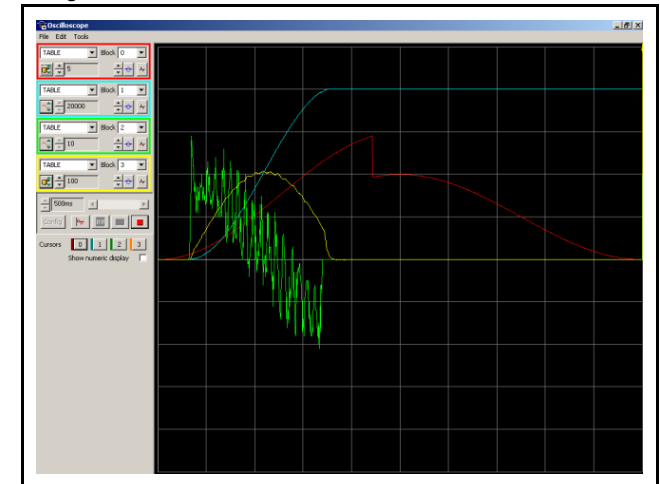 Oscilloscope
File Edit Tools
TABLE Block 0
5
TABLE Block 1
20000
TABLE Block 2
10
TABLE Block 3
100
500ms
Config
Cursors 0 1 2 3
Show numeric display